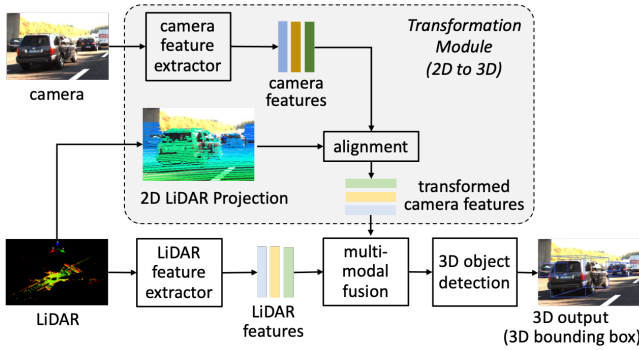 camera
feature
extractor
camera
features
Transformation
Module
(2D to 3D)
camera
2D LiDAR Projection
alignment
transformed
camera features
LiDAR
LiDAR
feature
extractor
LiDAR
features
multi-
modal
fusion
3D object
detection
3D output
(3D bounding box)